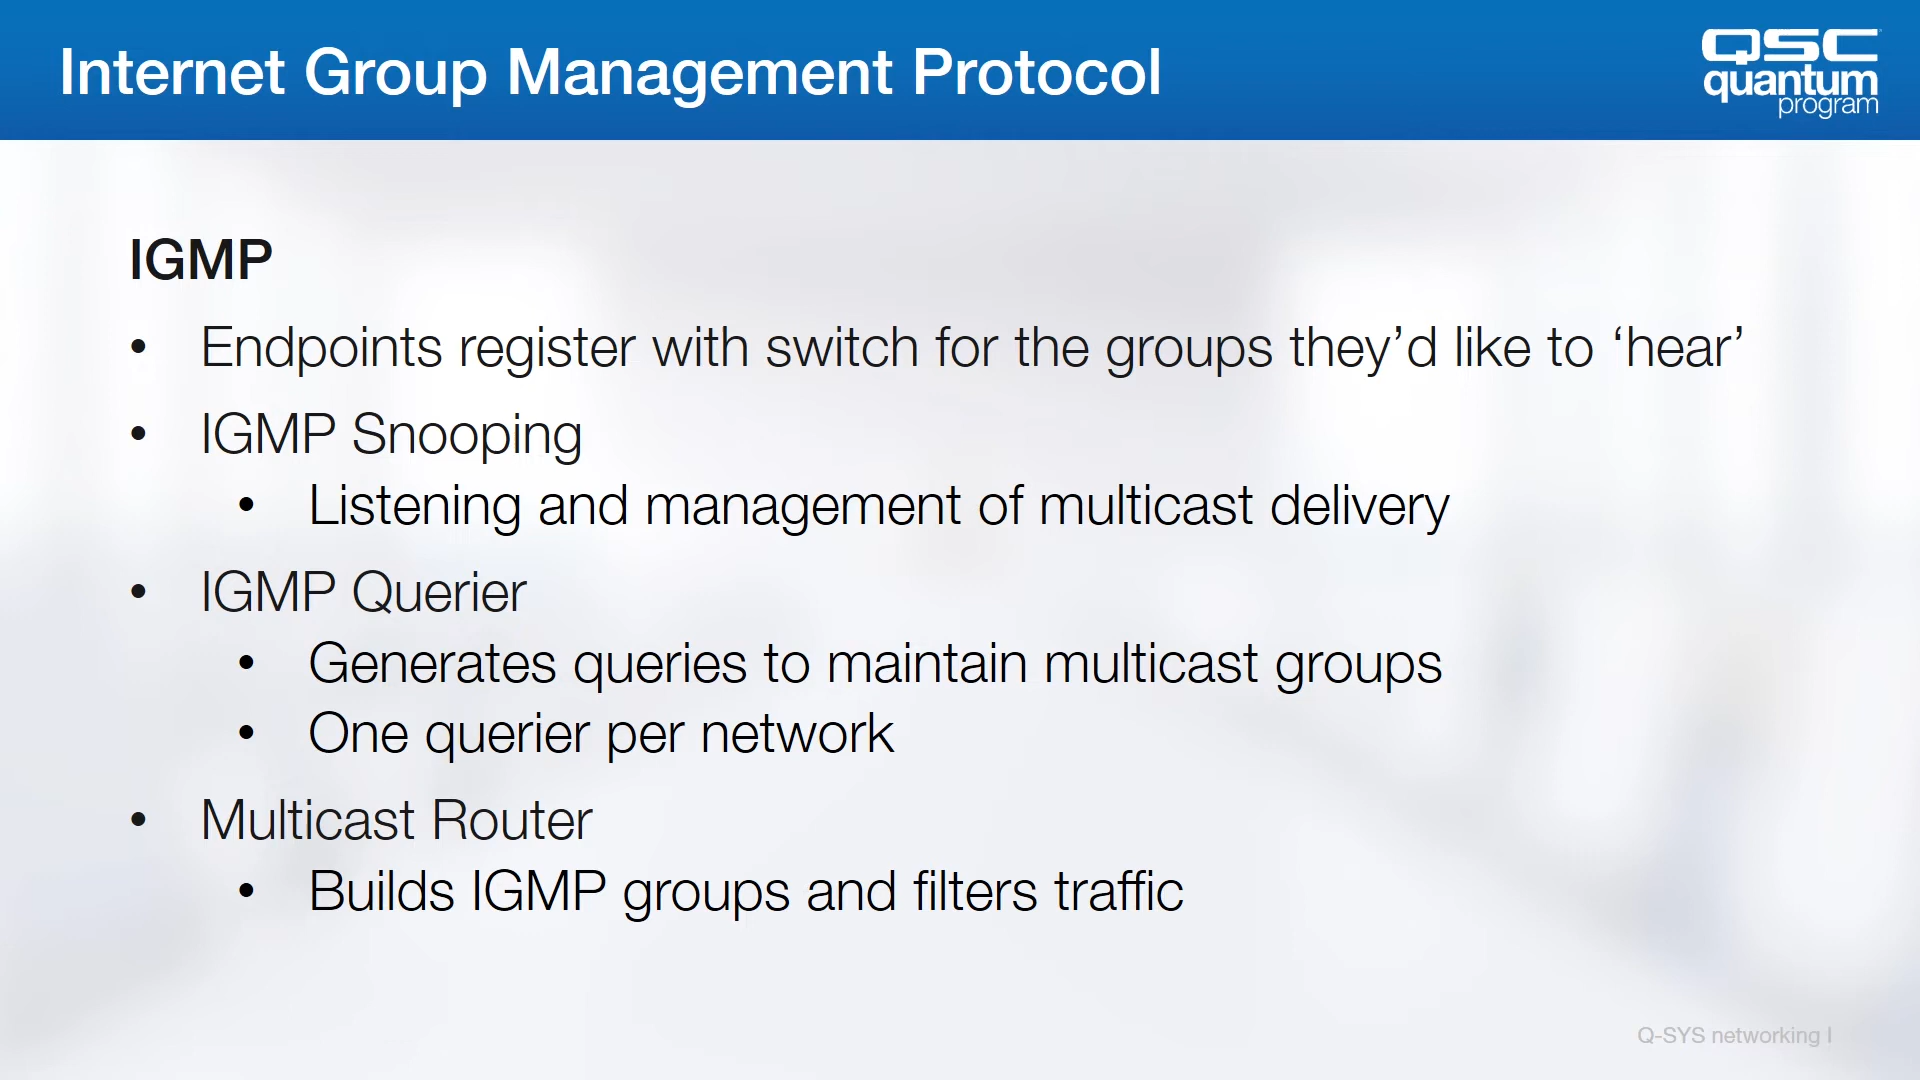 Internet Group Management Protocol
QSC
quantum
program
IGMP
• Endpoints register with switch for the groups they’d like to ‘hear’
• IGMP Snooping
• Listening and management of multicast delivery
• IGMP Querier
• Generates queries to maintain multicast groups
• One querier per network
• Multicast Router
• Builds IGMP groups and filters traffic
Q-SYS networking I